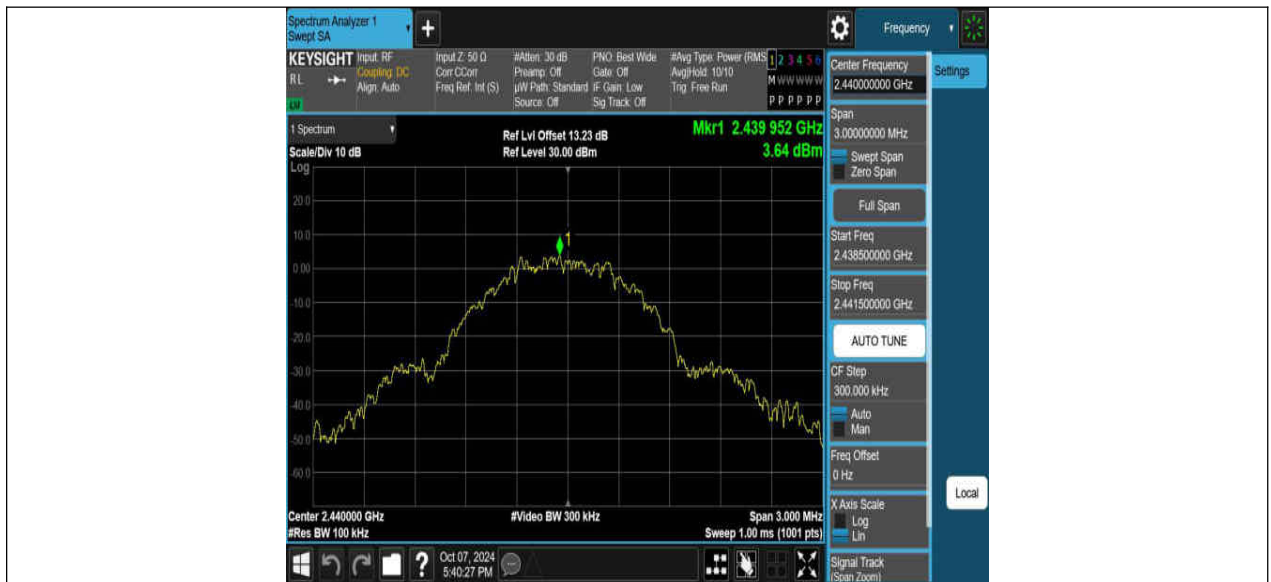 Spectrum Analyzer 1
Swept SA
+
Frequency
KEYSIGHT
RL
Input: RF
Coupling: DC
Align: Auto
Input Z: 50 Ω
Corr CCorr
Freq Ref: Int (S)
#Atten: 30 dB
Preamp: Off
µW Path: Standard
Source: Off
PNO: Best Wide
Gate: Off
IF Gain: Low
Sig Track: Off
#Avg Type: Power (RMS
Avg|Hold: 10/10
Trig: Free Run
1 2 3 4 5 6
M W W W W W
P P P P P P
1 Spectrum
Scale/Div 10 dB
Log
Ref Lvl Offset 13.23 dB
Ref Level 30.00 dBm
Mkr1 2.439 952 GHz
3.64 dBm
20.0
10.0
0.00
-10.0
-20.0
-30.0
-40.0
-50.0
-60.0
1
Center 2.440000 GHz
#Res BW 100 kHz
#Video BW 300 kHz
Span 3.000 MHz
Sweep 1.00 ms (1001 pts)
Center Frequency
2.440000000 GHz
Settings
Span
3.00000000 MHz
Swept Span
Zero Span
Full Span
Start Freq
2.438500000 GHz
Stop Freq
2.441500000 GHz
AUTO TUNE
CF Step
300.000 kHz
Auto
Man
Freq Offset
0 Hz
Local
X Axis Scale
Log
Lin
Signal Track
(Span Zoom)
?
Oct 07, 2024
5:40:27 PM